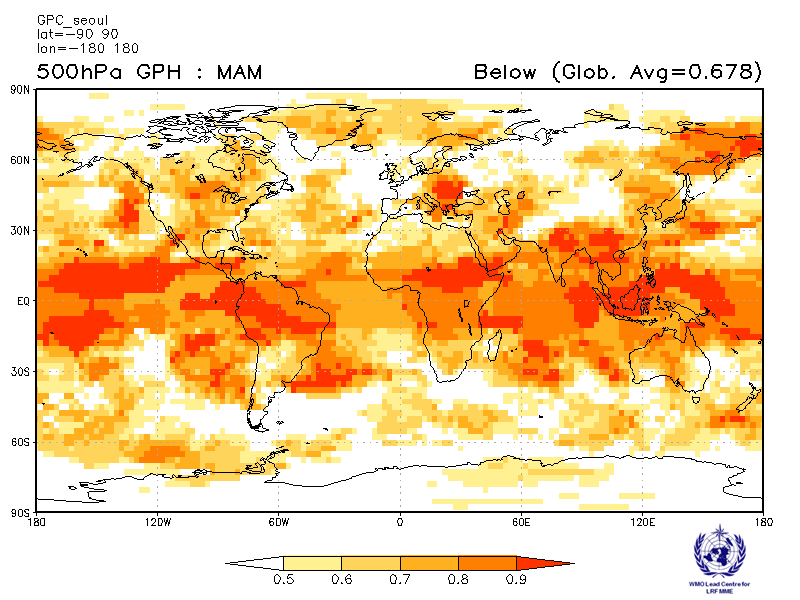 GPC_seoul
lat=-90 90
lon=-180 180
500hPa GPH : MAM
Below (Glob. Avg=0.678)
90N
60N
30N
EQ
30S
60S
90S
180 120W 60W 0 60E 120E 180
0.5 0.6 0.7 0.8 0.9
WMO Lead Centre for
LRF MME